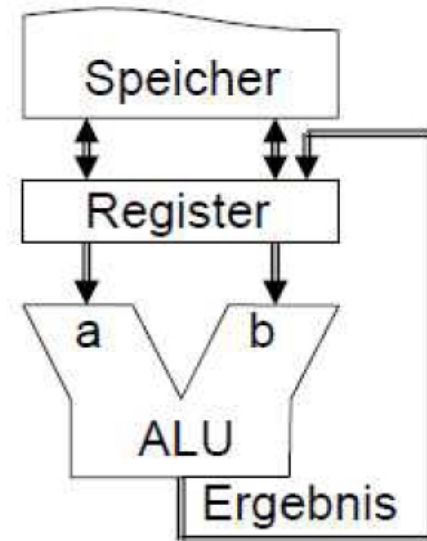 Speicher
Register
a b
ALU
Ergebnis